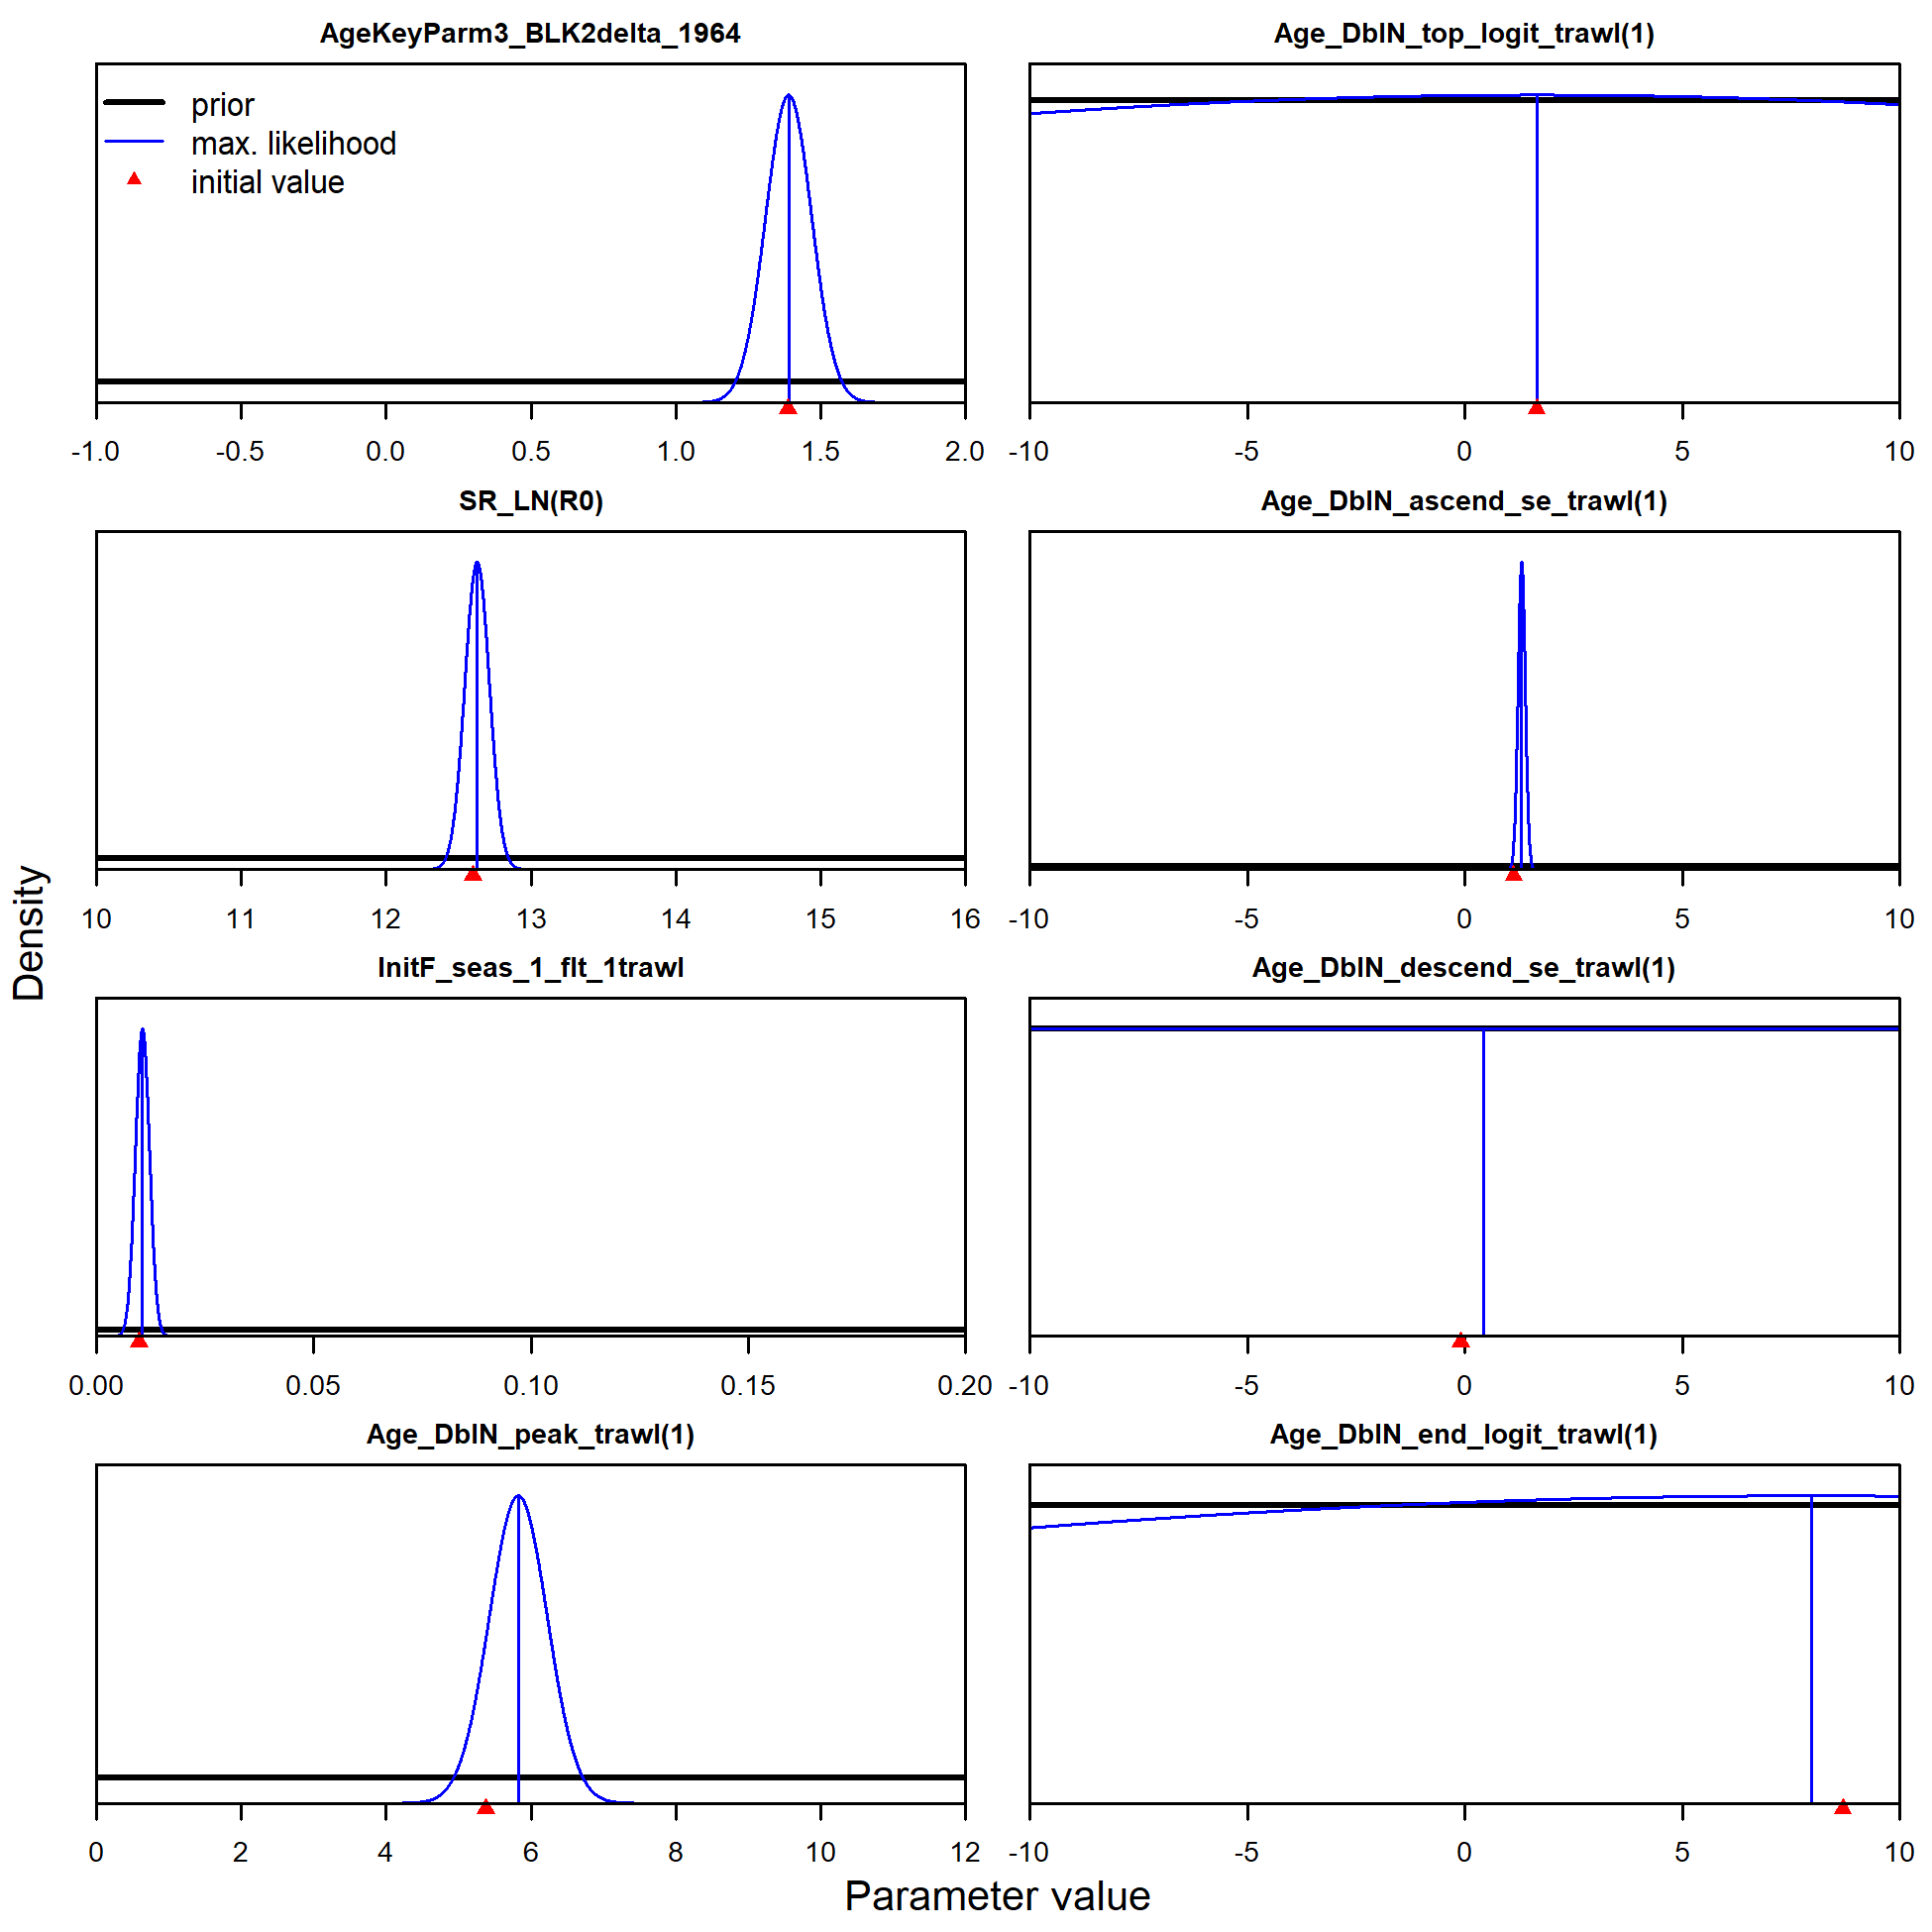 AgeKeyParm3_BLK2delta_1964
prior
max. likelihood
initial value
-1.0 -0.5 0.0 0.5 1.0 1.5 2.0
Age_DblN_top_logit_trawl(1)
-10 -5 0 5 10
SR_LN(R0)
10 11 12 13 14 15 16
Age_DblN_ascend_se_trawl(1)
-10 -5 0 5 10
InitF_seas_1_flt_1trawl
0.00 0.05 0.10 0.15 0.20
Age_DblN_descend_se_trawl(1)
-10 -5 0 5 10
Age_DblN_peak_trawl(1)
0 2 4 6 8 10 12
Age_DblN_end_logit_trawl(1)
-10 -5 0 5 10
Density
Parameter value